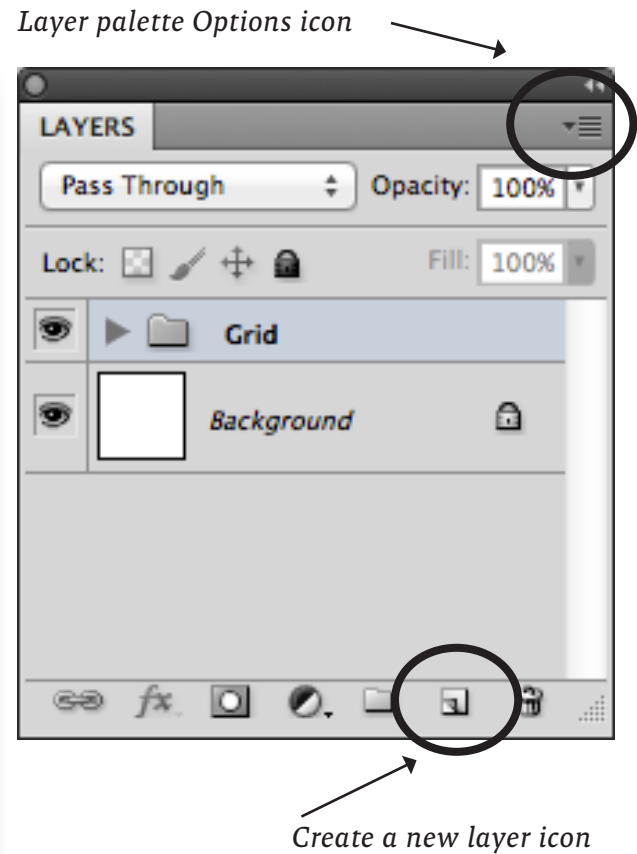 Layer palette Options icon
LAYERS
Pass Through Opacity: 100%
Lock: Fill: 100%
Grid
Background
fx.
Create a new layer icon